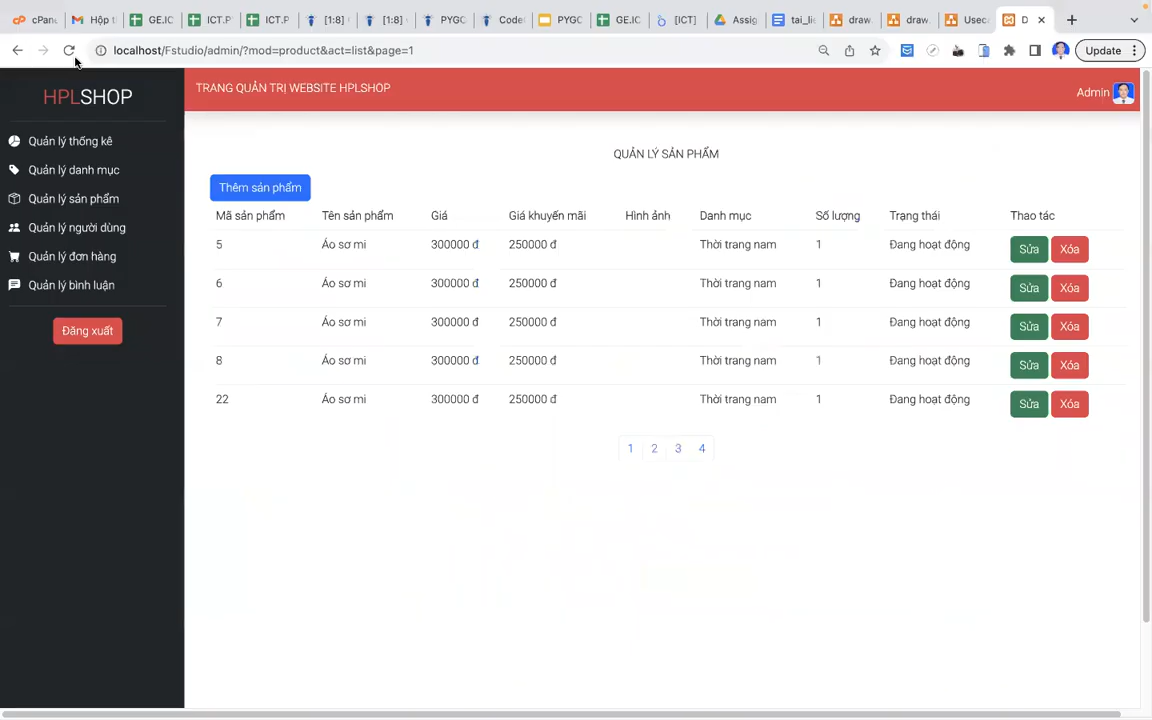 cPan
Hộp t
GE.IC
ICT.P
ICT.P
[1:8]
[1:8]
PYGC
Code
PYGC
GE.IC
[ICT]
Assig
tai_li
draw.
draw.
Useca
D
localhost/Fstudio/admin/?mod=product&act=list&page=1
Update
HPLSHOP
TRANG QUẢN TRỊ WEBSITE HPLSHOP
Admin
Quản lý thống kê
Quản lý danh mục
Quản lý sản phẩm
Quản lý người dùng
Quản lý đơn hàng
Quản lý bình luận
Đăng xuất
QUẢN LÝ SẢN PHẨM
Thêm sản phẩm
Mã sản phẩm Tên sản phẩm Giá Giá khuyến mãi Hình ảnh Danh mục Số lượng Trạng thái Thao tác
5 Áo sơ mi 300000 đ 250000 đ Thời trang nam 1 Đang hoạt động Sửa Xóa
6 Áo sơ mi 300000 đ 250000 đ Thời trang nam 1 Đang hoạt động Sửa Xóa
7 Áo sơ mi 300000 đ 250000 đ Thời trang nam 1 Đang hoạt động Sửa Xóa
8 Áo sơ mi 300000 đ 250000 đ Thời trang nam 1 Đang hoạt động Sửa Xóa
22 Áo sơ mi 300000 đ 250000 đ Thời trang nam 1 Đang hoạt động Sửa Xóa
1 2 3 4